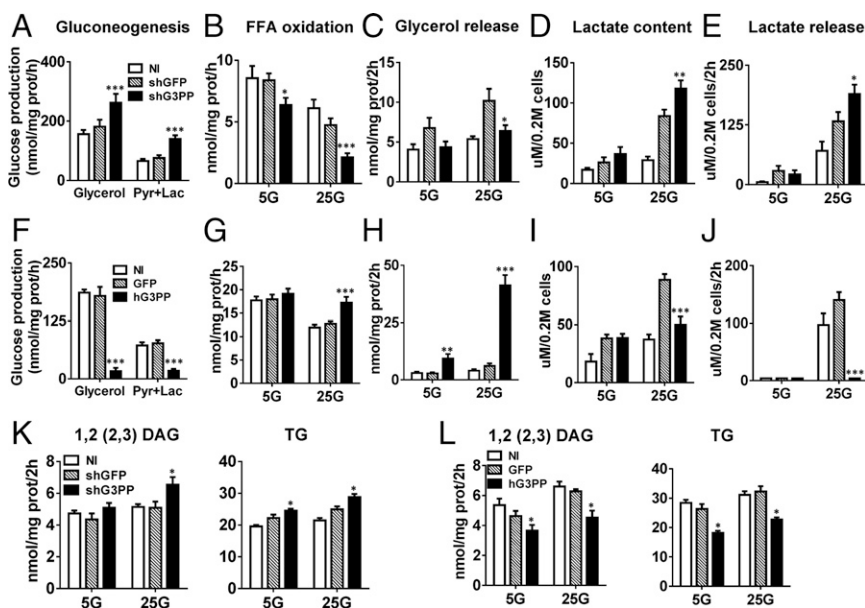 A Gluconeogenesis
Glucose production
(nmol/mg prot/h)
400
200
0
NI
shGFP
shG3PP
***
***
Glycerol Pyr+Lac
B FFA oxidation
nmol/mg prot/h
10
5
0
*
***
5G 25G
C Glycerol release
nmol/mg prot/2h
15
10
5
0
*
5G 25G
D Lactate content
uM/0.2M cells
150
100
50
0
**
5G 25G
E Lactate release
uM/0.2M cells/2h
250
125
0
*
5G 25G
F
Glucose production
(nmol/mg prot/h)
250
125
0
NI
GFP
hG3PP
***
***
Glycerol Pyr+Lac
G
nmol/mg prot/h
25
20
15
10
5
0
***
5G 25G
H
nmol/mg prot/2h
50
25
0
**
***
5G 25G
I
uM/0.2M cells
100
50
0
***
5G 25G
J
uM/0.2M cells/2h
200
100
0
***
5G 25G
K 1,2 (2,3) DAG
nmol/mg prot/2h
8
6
4
2
0
NI
shGFP
shG3PP
*
5G 25G
TG
40
30
20
10
0
*
*
5G 25G
L 1,2 (2,3) DAG
nmol/mg prot/2h
8
6
4
2
0
NI
GFP
hG3PP
*
*
5G 25G
TG
40
30
20
10
0
*
*
5G 25G